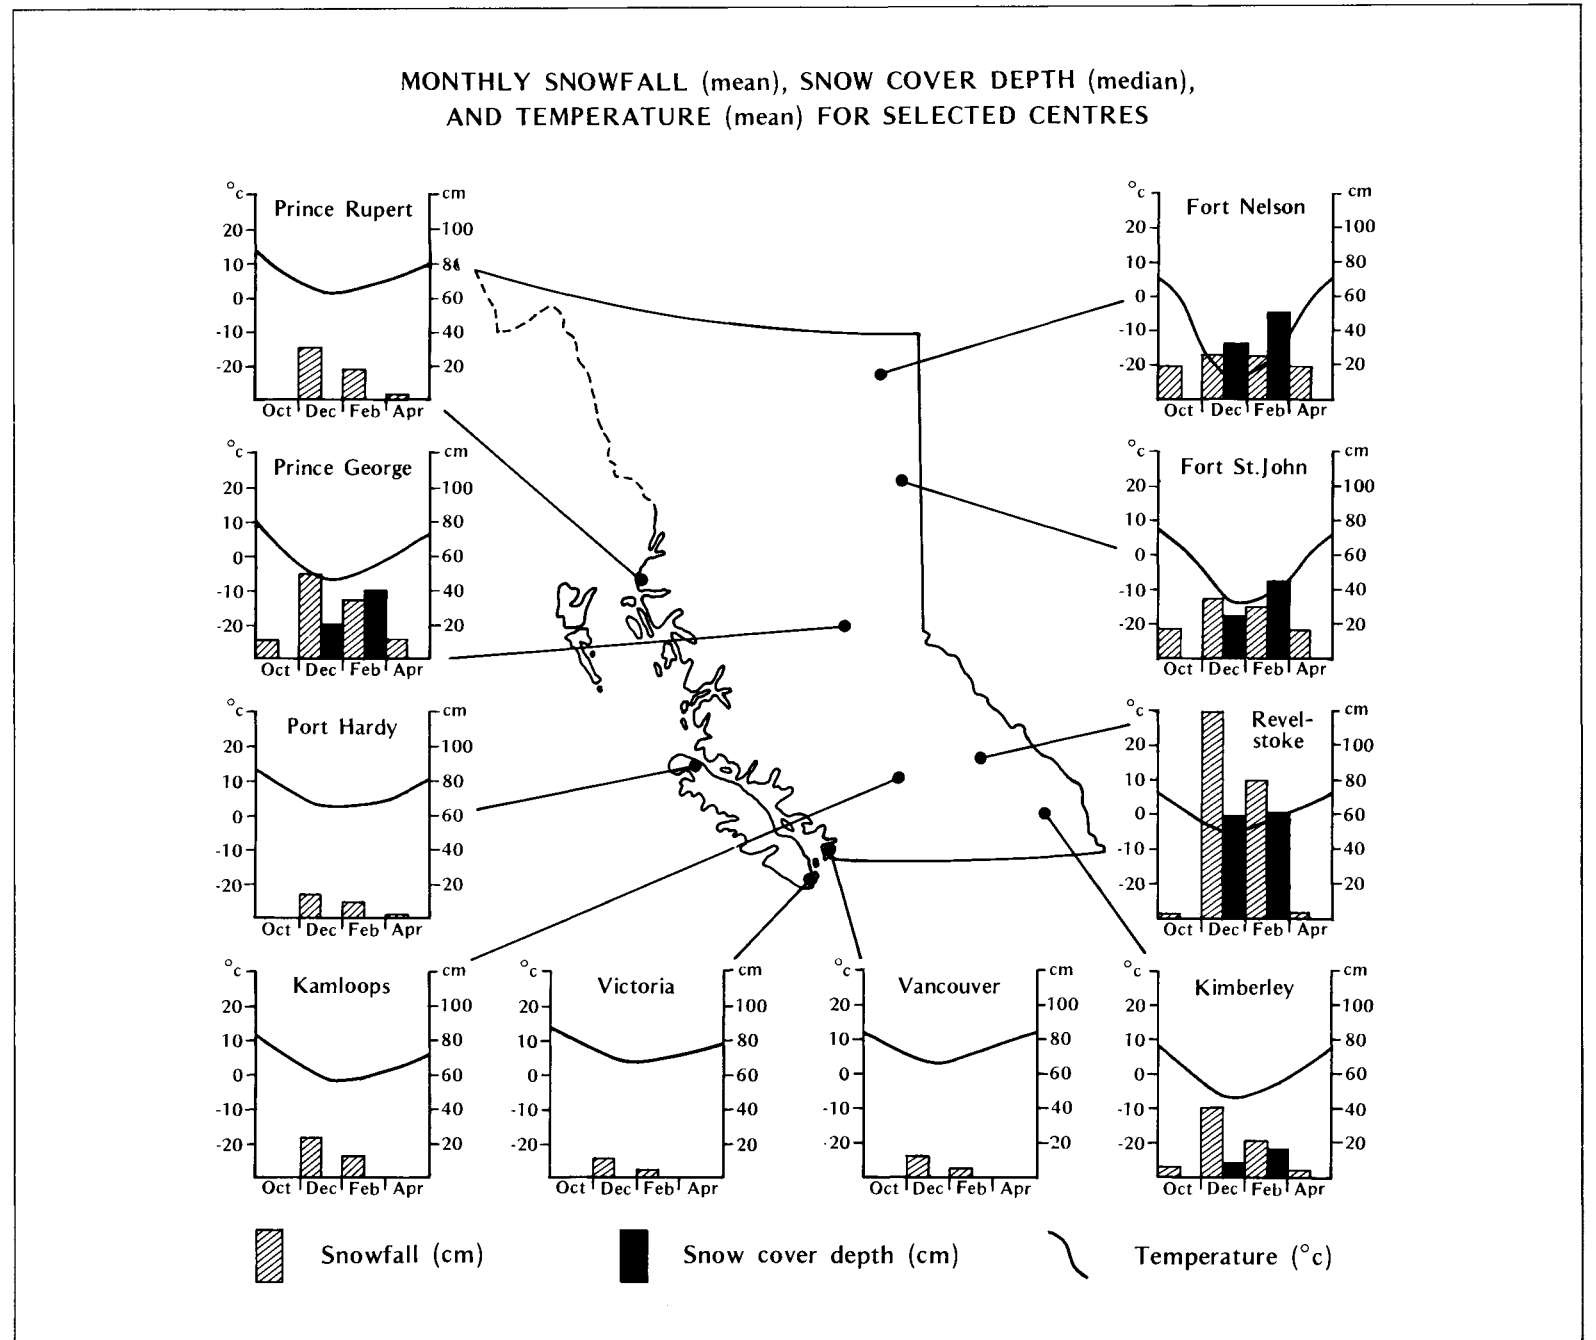 MONTHLY SNOWFALL (mean), SNOW COVER DEPTH (median),
AND TEMPERATURE (mean) FOR SELECTED CENTRES
°c cm
Prince Rupert
20 100
10 8
0 60
-10 40
-20 20
Oct Dec Feb Apr
°c cm
Fort Nelson
20 100
10 80
0 60
-10 40
-20 20
Oct Dec Feb Apr
°c cm
Prince George
20 100
10 80
0 60
-10 40
-20 20
Oct Dec Feb Apr
°c cm
Fort St.John
20 100
10 80
0 60
-10 40
-20 20
Oct Dec Feb Apr
°c cm
Port Hardy
20 100
10 80
0 60
-10 40
-20 20
Oct Dec Feb Apr
°c cm
Revel-
stoke
20 100
10 80
0 60
-10 40
-20 20
Oct Dec Feb Apr
°c cm
Kamloops
20 100
10 80
0 60
-10 40
-20 20
Oct Dec Feb Apr
°c cm
Victoria
20 100
10 80
0 60
-10 40
-20 20
Oct Dec Feb Apr
°c cm
Vancouver
20 100
10 80
0 60
-10 40
-20 20
Oct Dec Feb Apr
°c cm
Kimberley
20 100
10 80
0 60
-10 40
-20 20
Oct Dec Feb Apr
Snowfall (cm) Snow cover depth (cm) Temperature (°c)